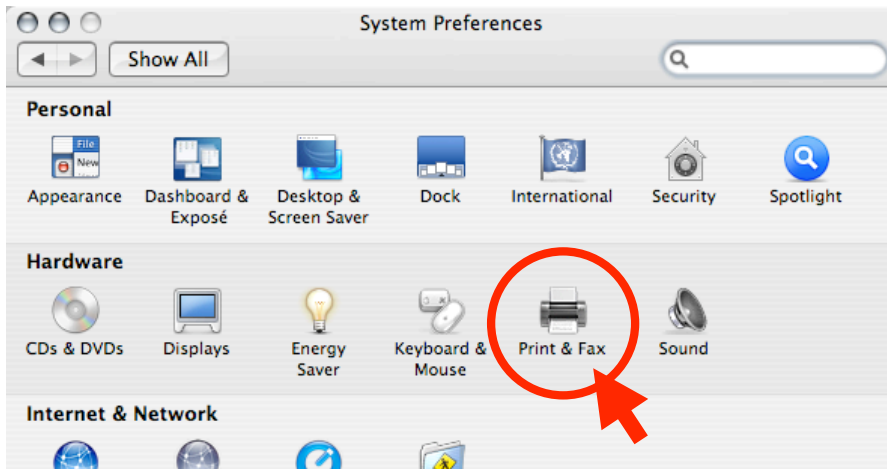 System Preferences
Show All
Personal
File
New
Appearance Dashboard & Exposé Desktop & Screen Saver Dock International Security Spotlight
Hardware
CDs & DVDs Displays Energy Saver Keyboard & Mouse Print & Fax Sound
Internet & Network